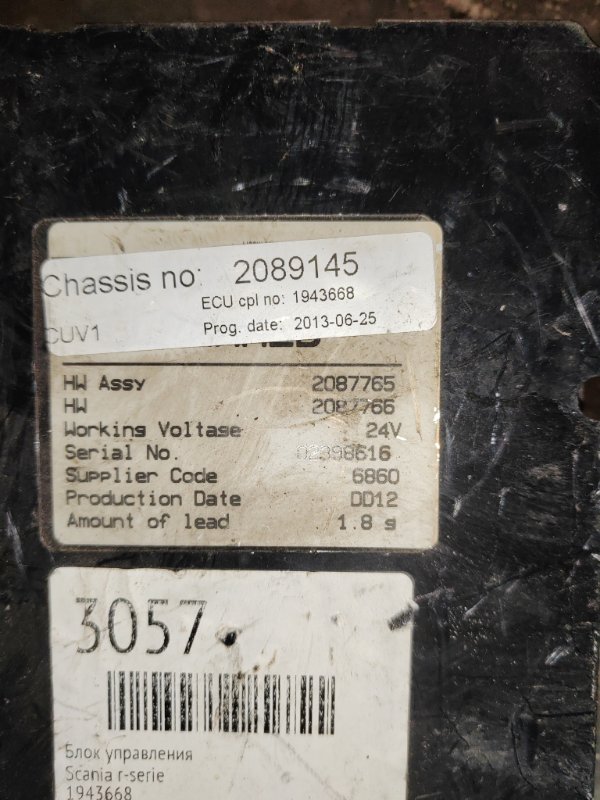 Chassis no: 2089145
ECU cpl no: 1943668
CUV1 Prog. date: 2013-06-25
HW Assy 2087765
HW 2087766
Working Voltage 24V
Serial No. 02398616
Supplier Code 6860
Production Date DD12
Amount of lead 1.8 g
3057
Блок управления
Scania r-serie
1943668